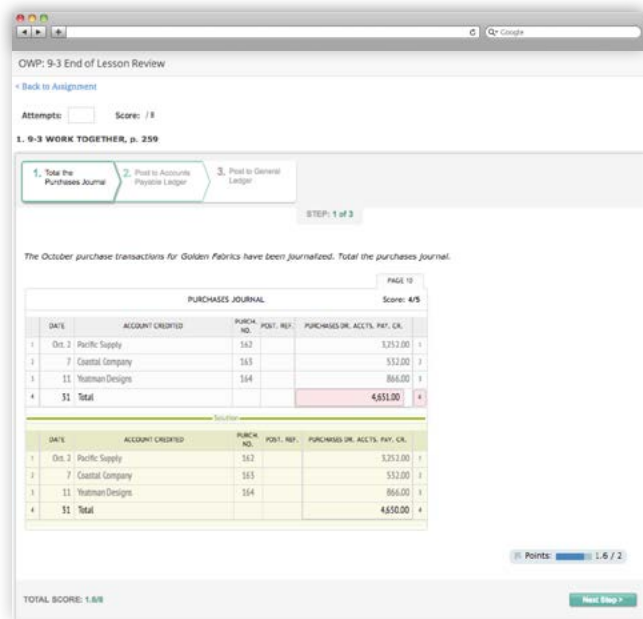 Google
OWP: 9-3 End of Lesson Review
< Back to Assignment
Attempts: Score: / 8
1. 9-3 WORK TOGETHER, p. 259
1. Total the Purchases Journal
2. Post to Accounts Payable Ledger
3. Post to General Ledger
STEP: 1 of 3
The October purchase transactions for Golden Fabrics have been journalized. Total the purchases journal.
PAGE 10
PURCHASES JOURNAL Score: 4/5
DATE ACCOUNT CREDITED PURCH. NO. POST. REF. PURCHASES DR. ACCTS. PAY. CR.
1 Oct. 2 Pacific Supply 162 3,252.00 1
2 7 Coastal Company 163 532.00 2
3 11 Yeatman Designs 164 866.00 3
4 31 Total 4,651.00 4
Solution
DATE ACCOUNT CREDITED PURCH. NO. POST. REF. PURCHASES DR. ACCTS. PAY. CR.
1 Oct. 2 Pacific Supply 162 3,252.00 1
2 7 Coastal Company 163 532.00 2
3 11 Yeatman Designs 164 866.00 3
4 31 Total 4,650.00 4
Points: 1.6 / 2
TOTAL SCORE: 1.6/8
Next Step >